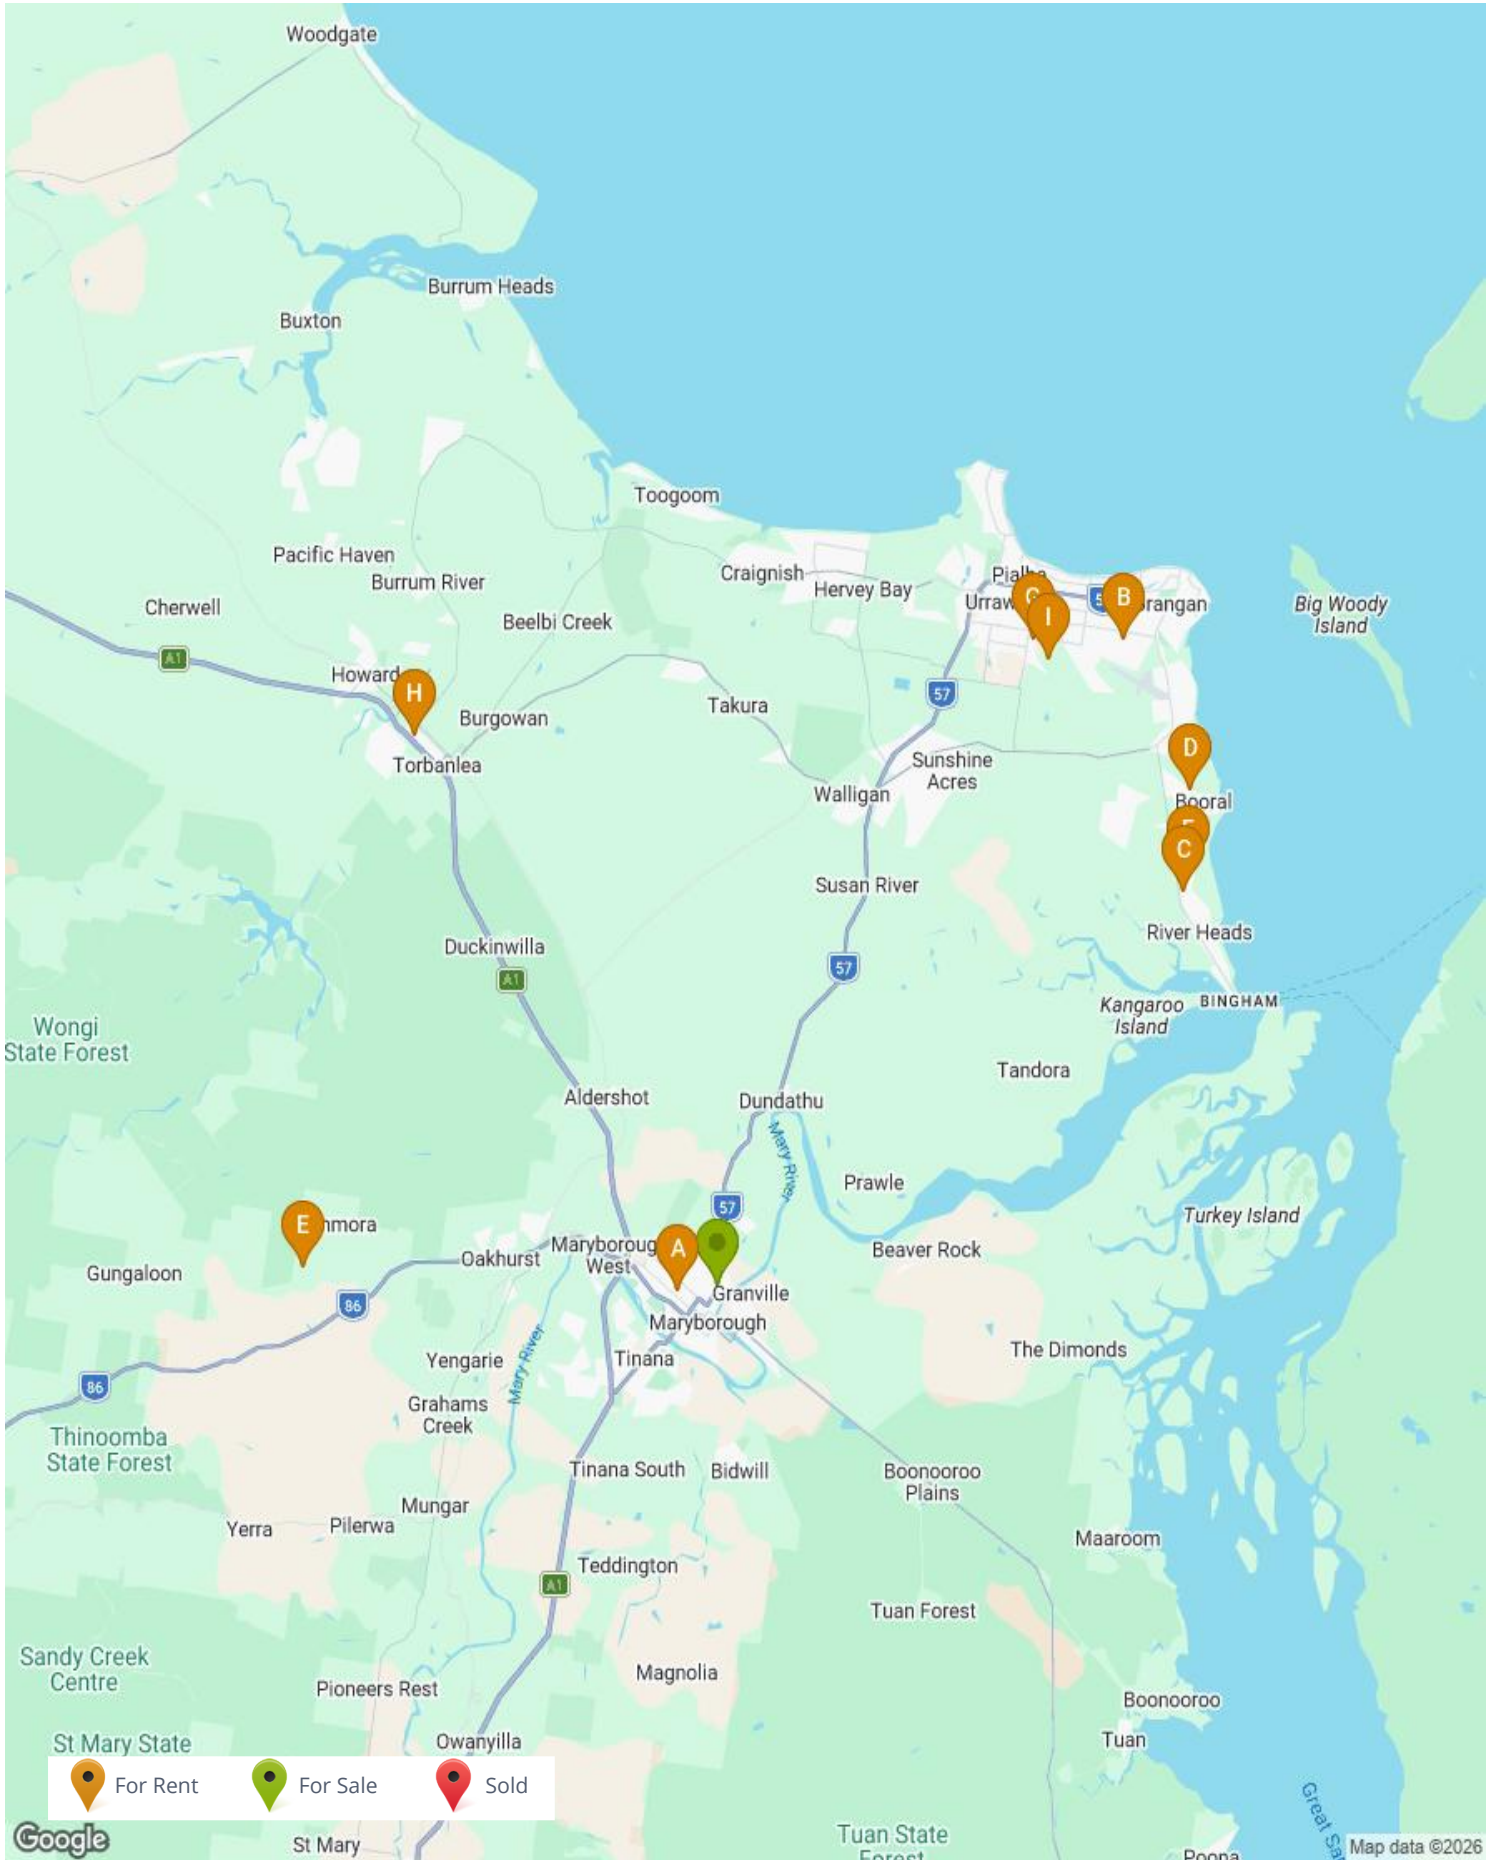 Woodgate
Burrum Heads
Buxton
Toogoom
Pacific Haven
Burrum River
Craignish
Hervey Bay
Pialba
Cherwell
Beelbi Creek
G
I
B
Big Woody
Island
A1
57
Howard
H
Burgowan
Takura
Torbanlea
Sunshine
Acres
D
Walligan
Booral
C
Susan River
River Heads
Duckinwilla
A1
57
Kangaroo
Island
BINGHAM
Wongi
State Forest
Tandora
Aldershot
Dundathu
Mary River
Prawle
57
E
Turkey Island
Oakhurst
West
A
Beaver Rock
Gungaloon
86
Granville
Maryborough
The Dimonds
Yengarie
Mary River
Tinana
86
Grahams
Creek
Thinoomba
State Forest
Tinana South
Bidwill
Boonooroo
Plains
Mungar
Yerra
Pilerwa
Maaroom
Teddington
A1
Tuan Forest
Sandy Creek
Centre
Magnolia
Pioneers Rest
Boonooroo
St Mary State
Owanyilla
Tuan
For Rent
For Sale
Sold
Google
St Mary
Tuan State
Forest
Poona
Map data ©2026